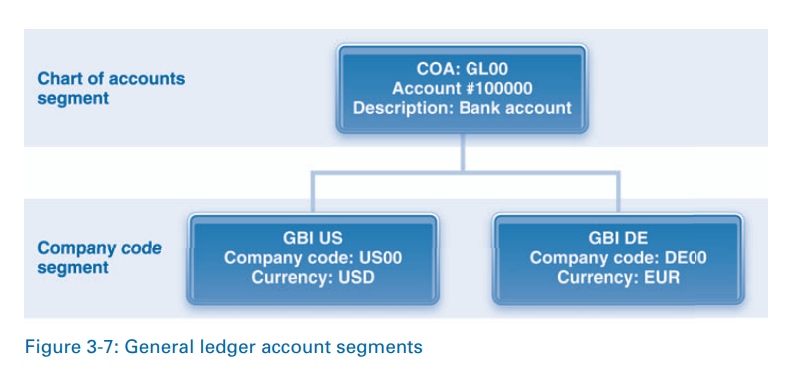 Chart of accounts
segment
COA: GL00
Account #100000
Description: Bank account
Company code
segment
GBI US
Company code: US00
Currency: USD
GBI DE
Company code: DE00
Currency: EUR
Figure 3-7: General ledger account segments